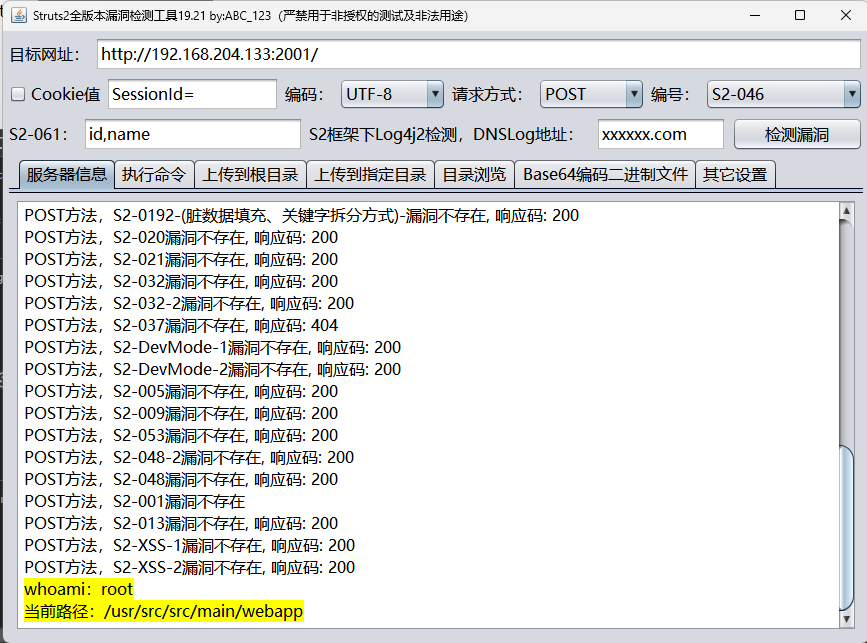 Struts2全版本漏洞检测工具19.21 by:ABC_123（严禁用于非授权的测试及非法用途）
目标网址： http://192.168.204.133:2001/
Cookie值 SessionId= 编码： UTF-8 请求方式： POST 编号： S2-046
S2-061： id,name S2框架下Log4j2检测，DNSLog地址： xxxxxx.com 检测漏洞
服务器信息 执行命令 上传到根目录 上传到指定目录 目录浏览 Base64编码二进制文件 其它设置
POST方法，S2-0192-(脏数据填充、关键字拆分方式)-漏洞不存在, 响应码: 200
POST方法，S2-020漏洞不存在, 响应码: 200
POST方法，S2-021漏洞不存在, 响应码: 200
POST方法，S2-032漏洞不存在, 响应码: 200
POST方法，S2-032-2漏洞不存在, 响应码: 200
POST方法，S2-037漏洞不存在, 响应码: 404
POST方法，S2-DevMode-1漏洞不存在, 响应码: 200
POST方法，S2-DevMode-2漏洞不存在, 响应码: 200
POST方法，S2-005漏洞不存在, 响应码: 200
POST方法，S2-009漏洞不存在, 响应码: 200
POST方法，S2-053漏洞不存在, 响应码: 200
POST方法，S2-048-2漏洞不存在, 响应码: 200
POST方法，S2-048漏洞不存在, 响应码: 200
POST方法，S2-001漏洞不存在
POST方法，S2-013漏洞不存在, 响应码: 200
POST方法，S2-XSS-1漏洞不存在, 响应码: 200
POST方法，S2-XSS-2漏洞不存在, 响应码: 200
whoami：root
当前路径：/usr/src/src/main/webapp